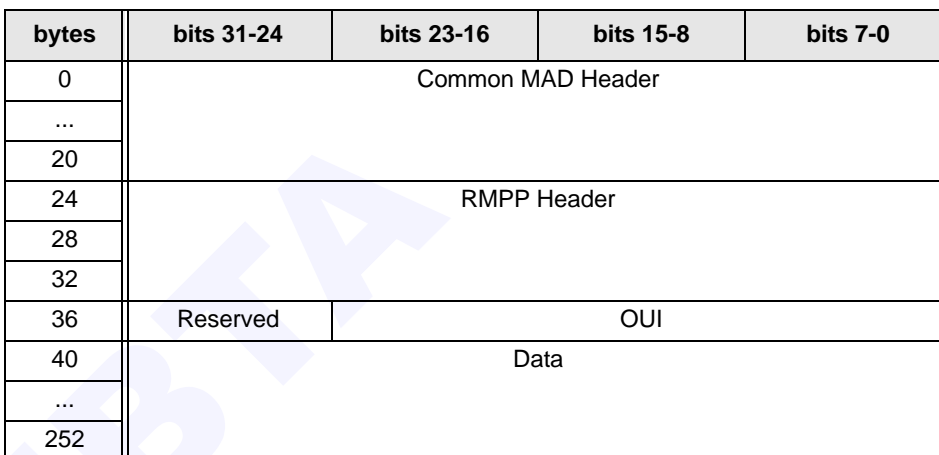 bytes bits 31-24 bits 23-16 bits 15-8 bits 7-0
0 Common MAD Header
...
20
24 RMPP Header
28
32
36 Reserved OUI
40 Data
...
252
IBTA